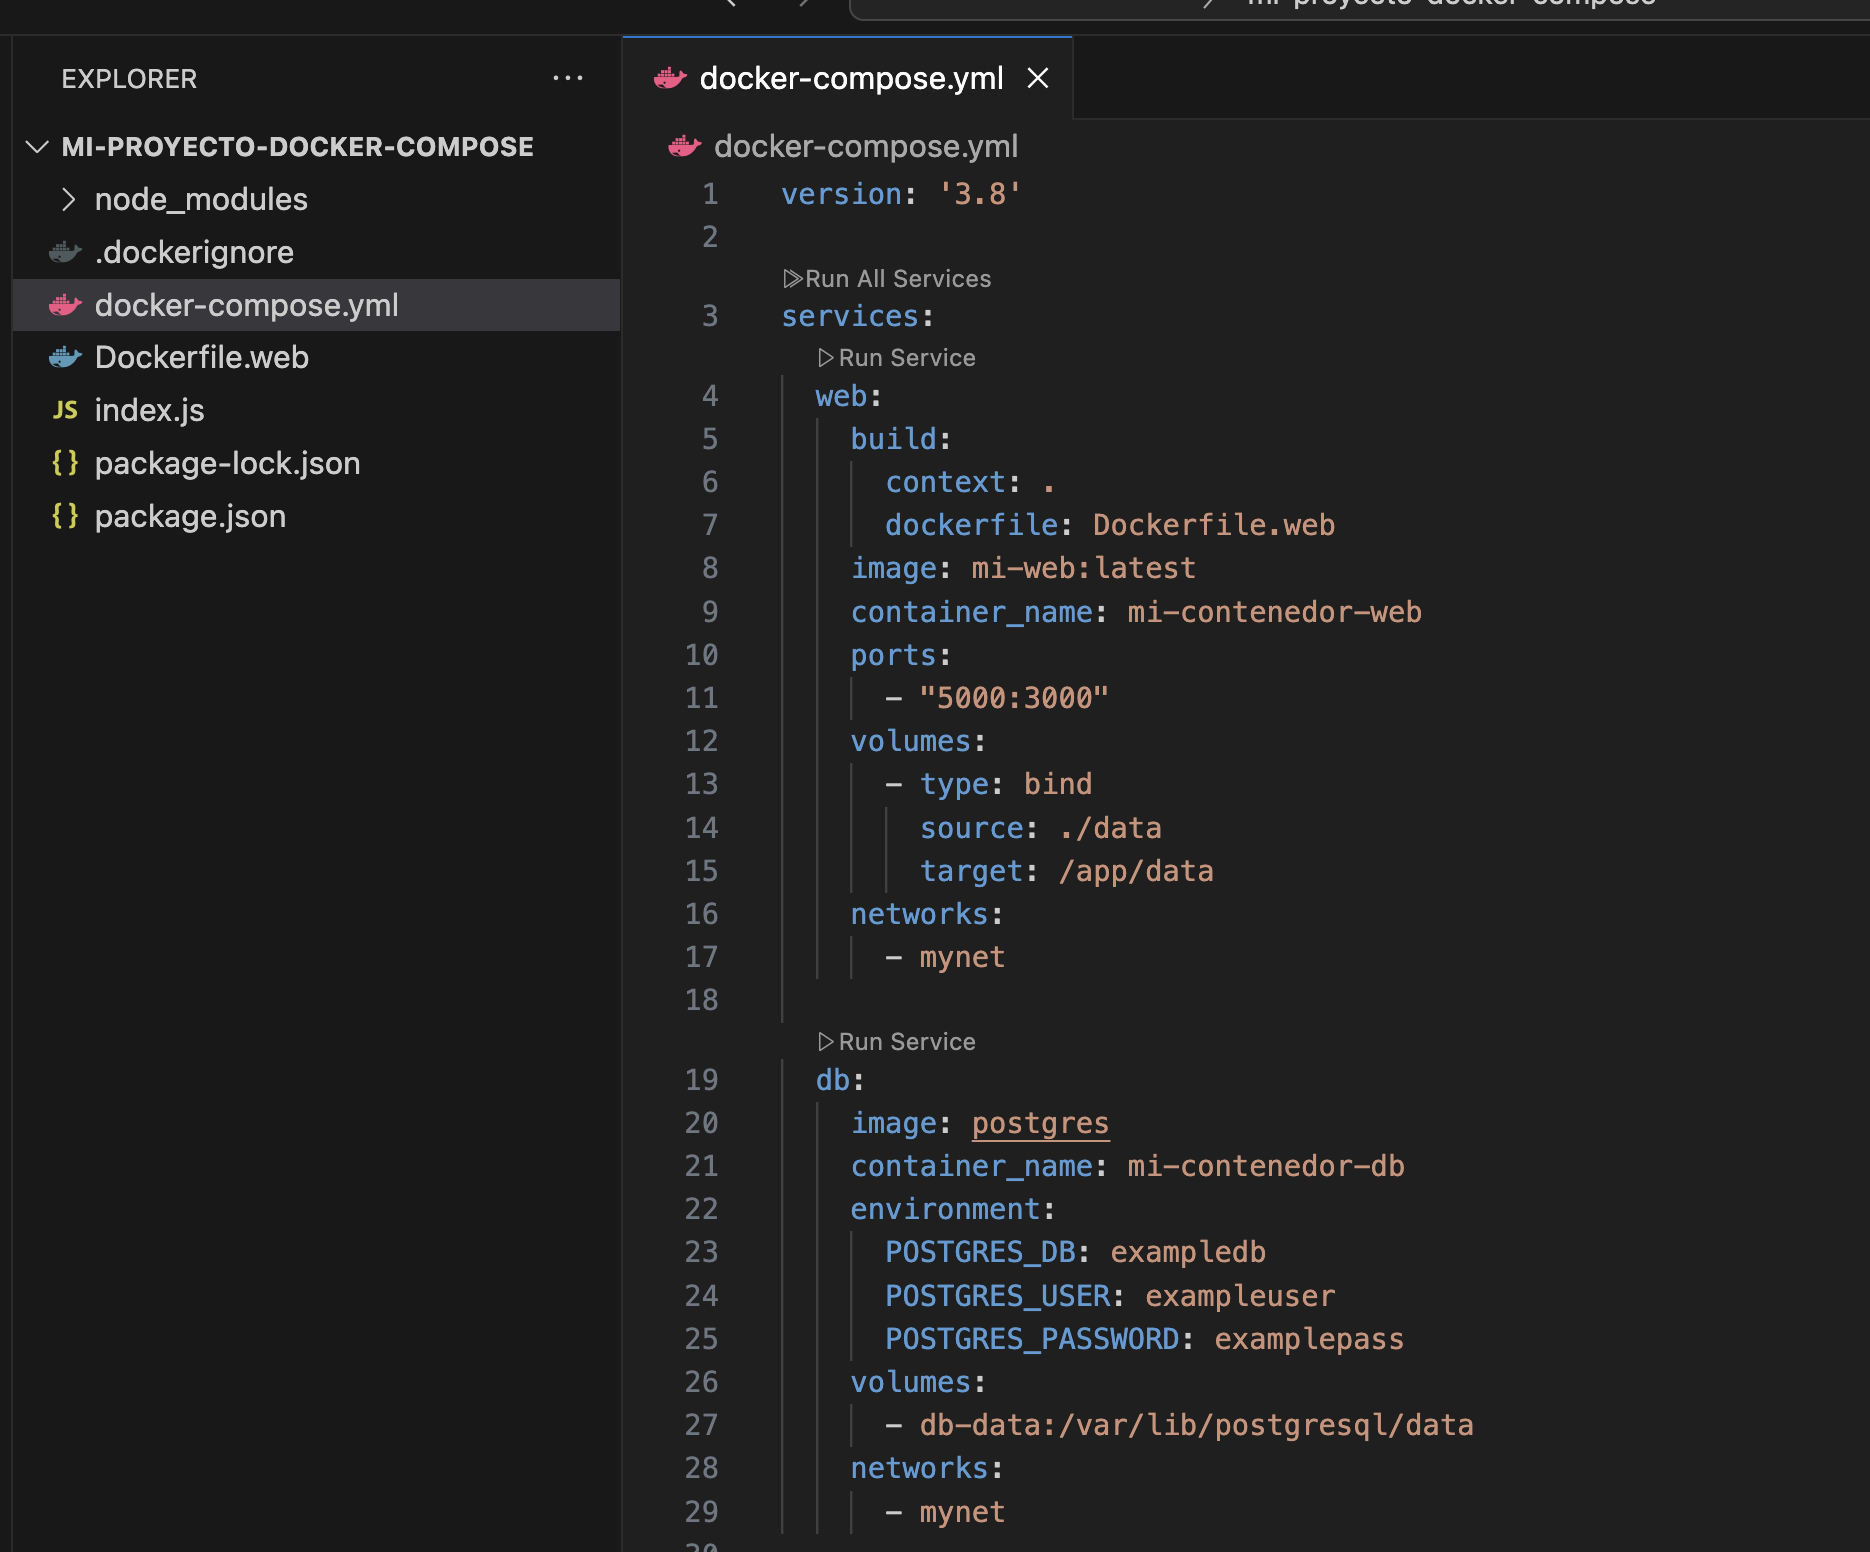 mi-proyecto-docker-compose
EXPLORER
MI-PROYECTO-DOCKER-COMPOSE
node_modules
.dockerignore
docker-compose.yml
Dockerfile.web
JS index.js
{} package-lock.json
{} package.json
docker-compose.yml
docker-compose.yml
1 version: '3.8'
2
Run All Services
3 services:
Run Service
4 web:
5 build:
6 context: .
7 dockerfile: Dockerfile.web
8 image: mi-web:latest
9 container_name: mi-contenedor-web
10 ports:
11 - "5000:3000"
12 volumes:
13 - type: bind
14 source: ./data
15 target: /app/data
16 networks:
17 - mynet
18
Run Service
19 db:
20 image: postgres
21 container_name: mi-contenedor-db
22 environment:
23 POSTGRES_DB: exampledb
24 POSTGRES_USER: exampleuser
25 POSTGRES_PASSWORD: examplepass
26 volumes:
27 - db-data:/var/lib/postgresql/data
28 networks:
29 - mynet
30